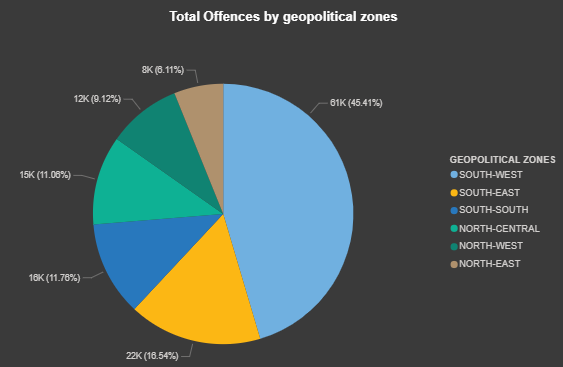 Total Offences by geopolitical zones
8K (6.11%)
12K (9.12%)
61K (45.41%)
15K (11.06%)
16K (11.76%)
22K (16.54%)
GEOPOLITICAL ZONES
SOUTH-WEST
SOUTH-EAST
SOUTH-SOUTH
NORTH-CENTRAL
NORTH-WEST
NORTH-EAST